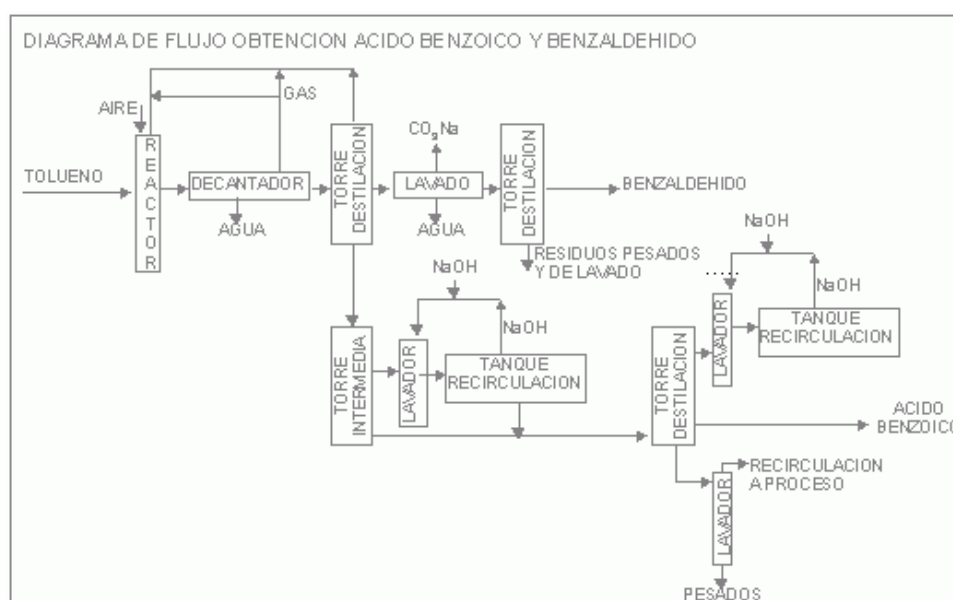 DIAGRAMA DE FLUJO OBTENCION ACIDO BENZOICO Y BENZALDEHIDO
GAS
AIRE
TOLUENO
REACTOR
DECANTADOR
AGUA
TORRE
DESTILACION
CO₃Na
LAVADO
AGUA
TORRE
DESTILACION
BENZALDEHIDO
RESIDUOS PESADOS
Y DE LAVADO
NaOH
NaOH
LAVADOR
TANQUE
RECIRCULACION
NaOH
NaOH
TORRE
INTERMEDIA
LAVADOR
TANQUE
RECIRCULACION
TORRE
DESTILACION
ACIDO
BENZOICO
RECIRCULACION
A PROCESO
LAVADOR
PESADOS